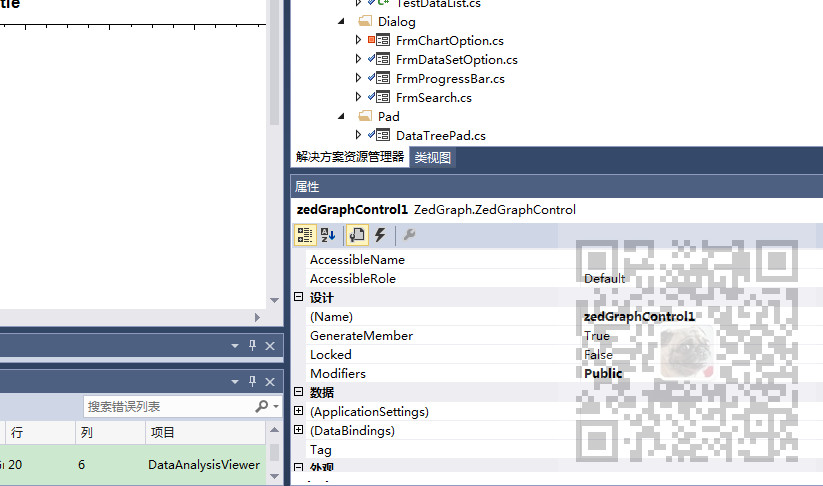 TestDataList.cs
Dialog
FrmChartOption.cs
FrmDataSetOption.cs
FrmProgressBar.cs
FrmSearch.cs
Pad
DataTreePad.cs
解决方案资源管理器 类视图
属性
zedGraphControl1 ZedGraph.ZedGraphControl
AccessibleName
AccessibleRole Default
设计
(Name) zedGraphControl1
GenerateMember True
Locked False
Modifiers Public
数据
(ApplicationSettings)
(DataBindings)
Tag
外观
搜索错误列表
行 列 项目
20 6 DataAnalysisViewer